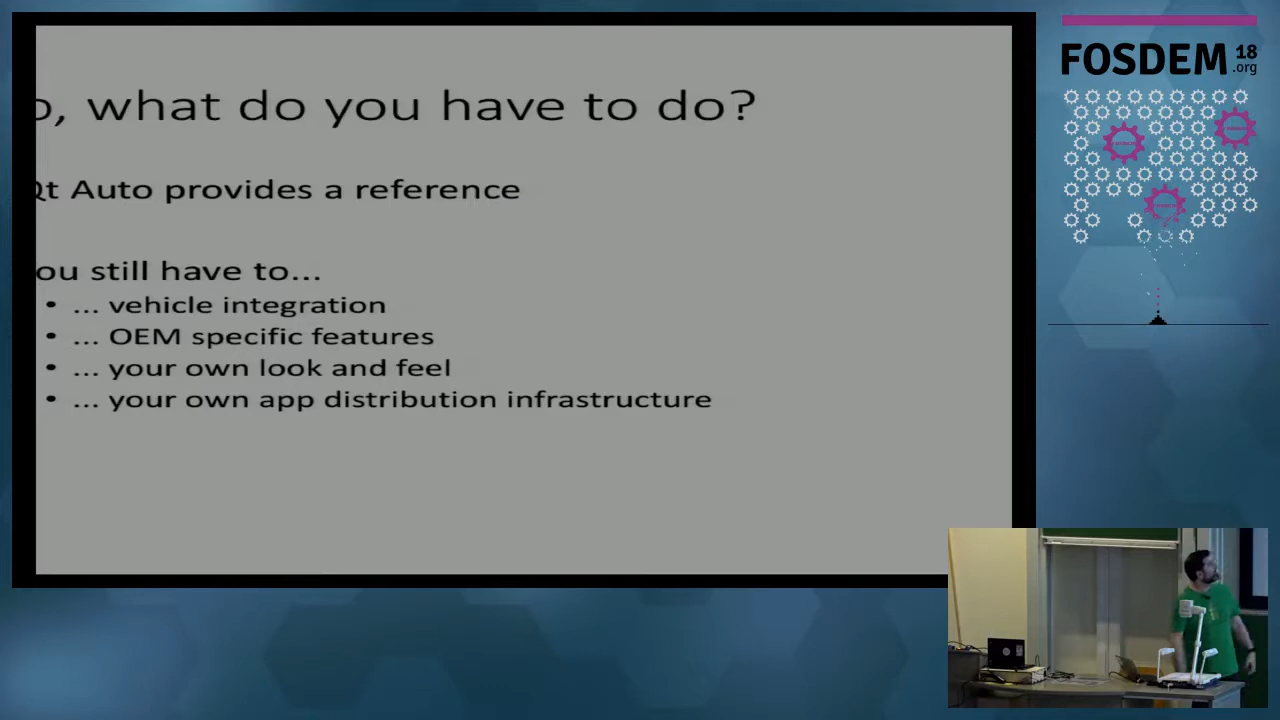 o, what do you have to do?
Qt Auto provides a reference
ou still have to...
• ... vehicle integration
• ... OEM specific features
• ... your own look and feel
• ... your own app distribution infrastructure
FOSDEM 18
.org